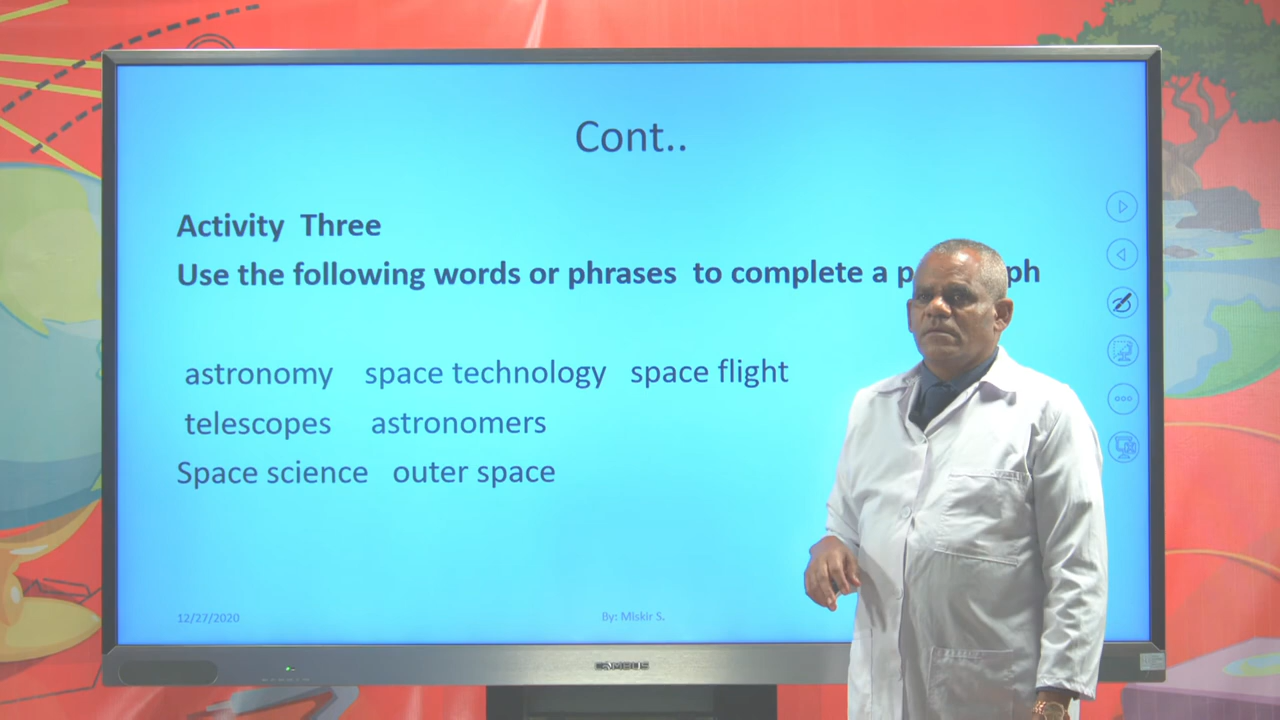 Cont..
Activity Three
Use the following words or phrases to complete a
astronomy space technology space flight
telescopes astronomers
Space science outer space
12/27/2020 By: Miskir S.